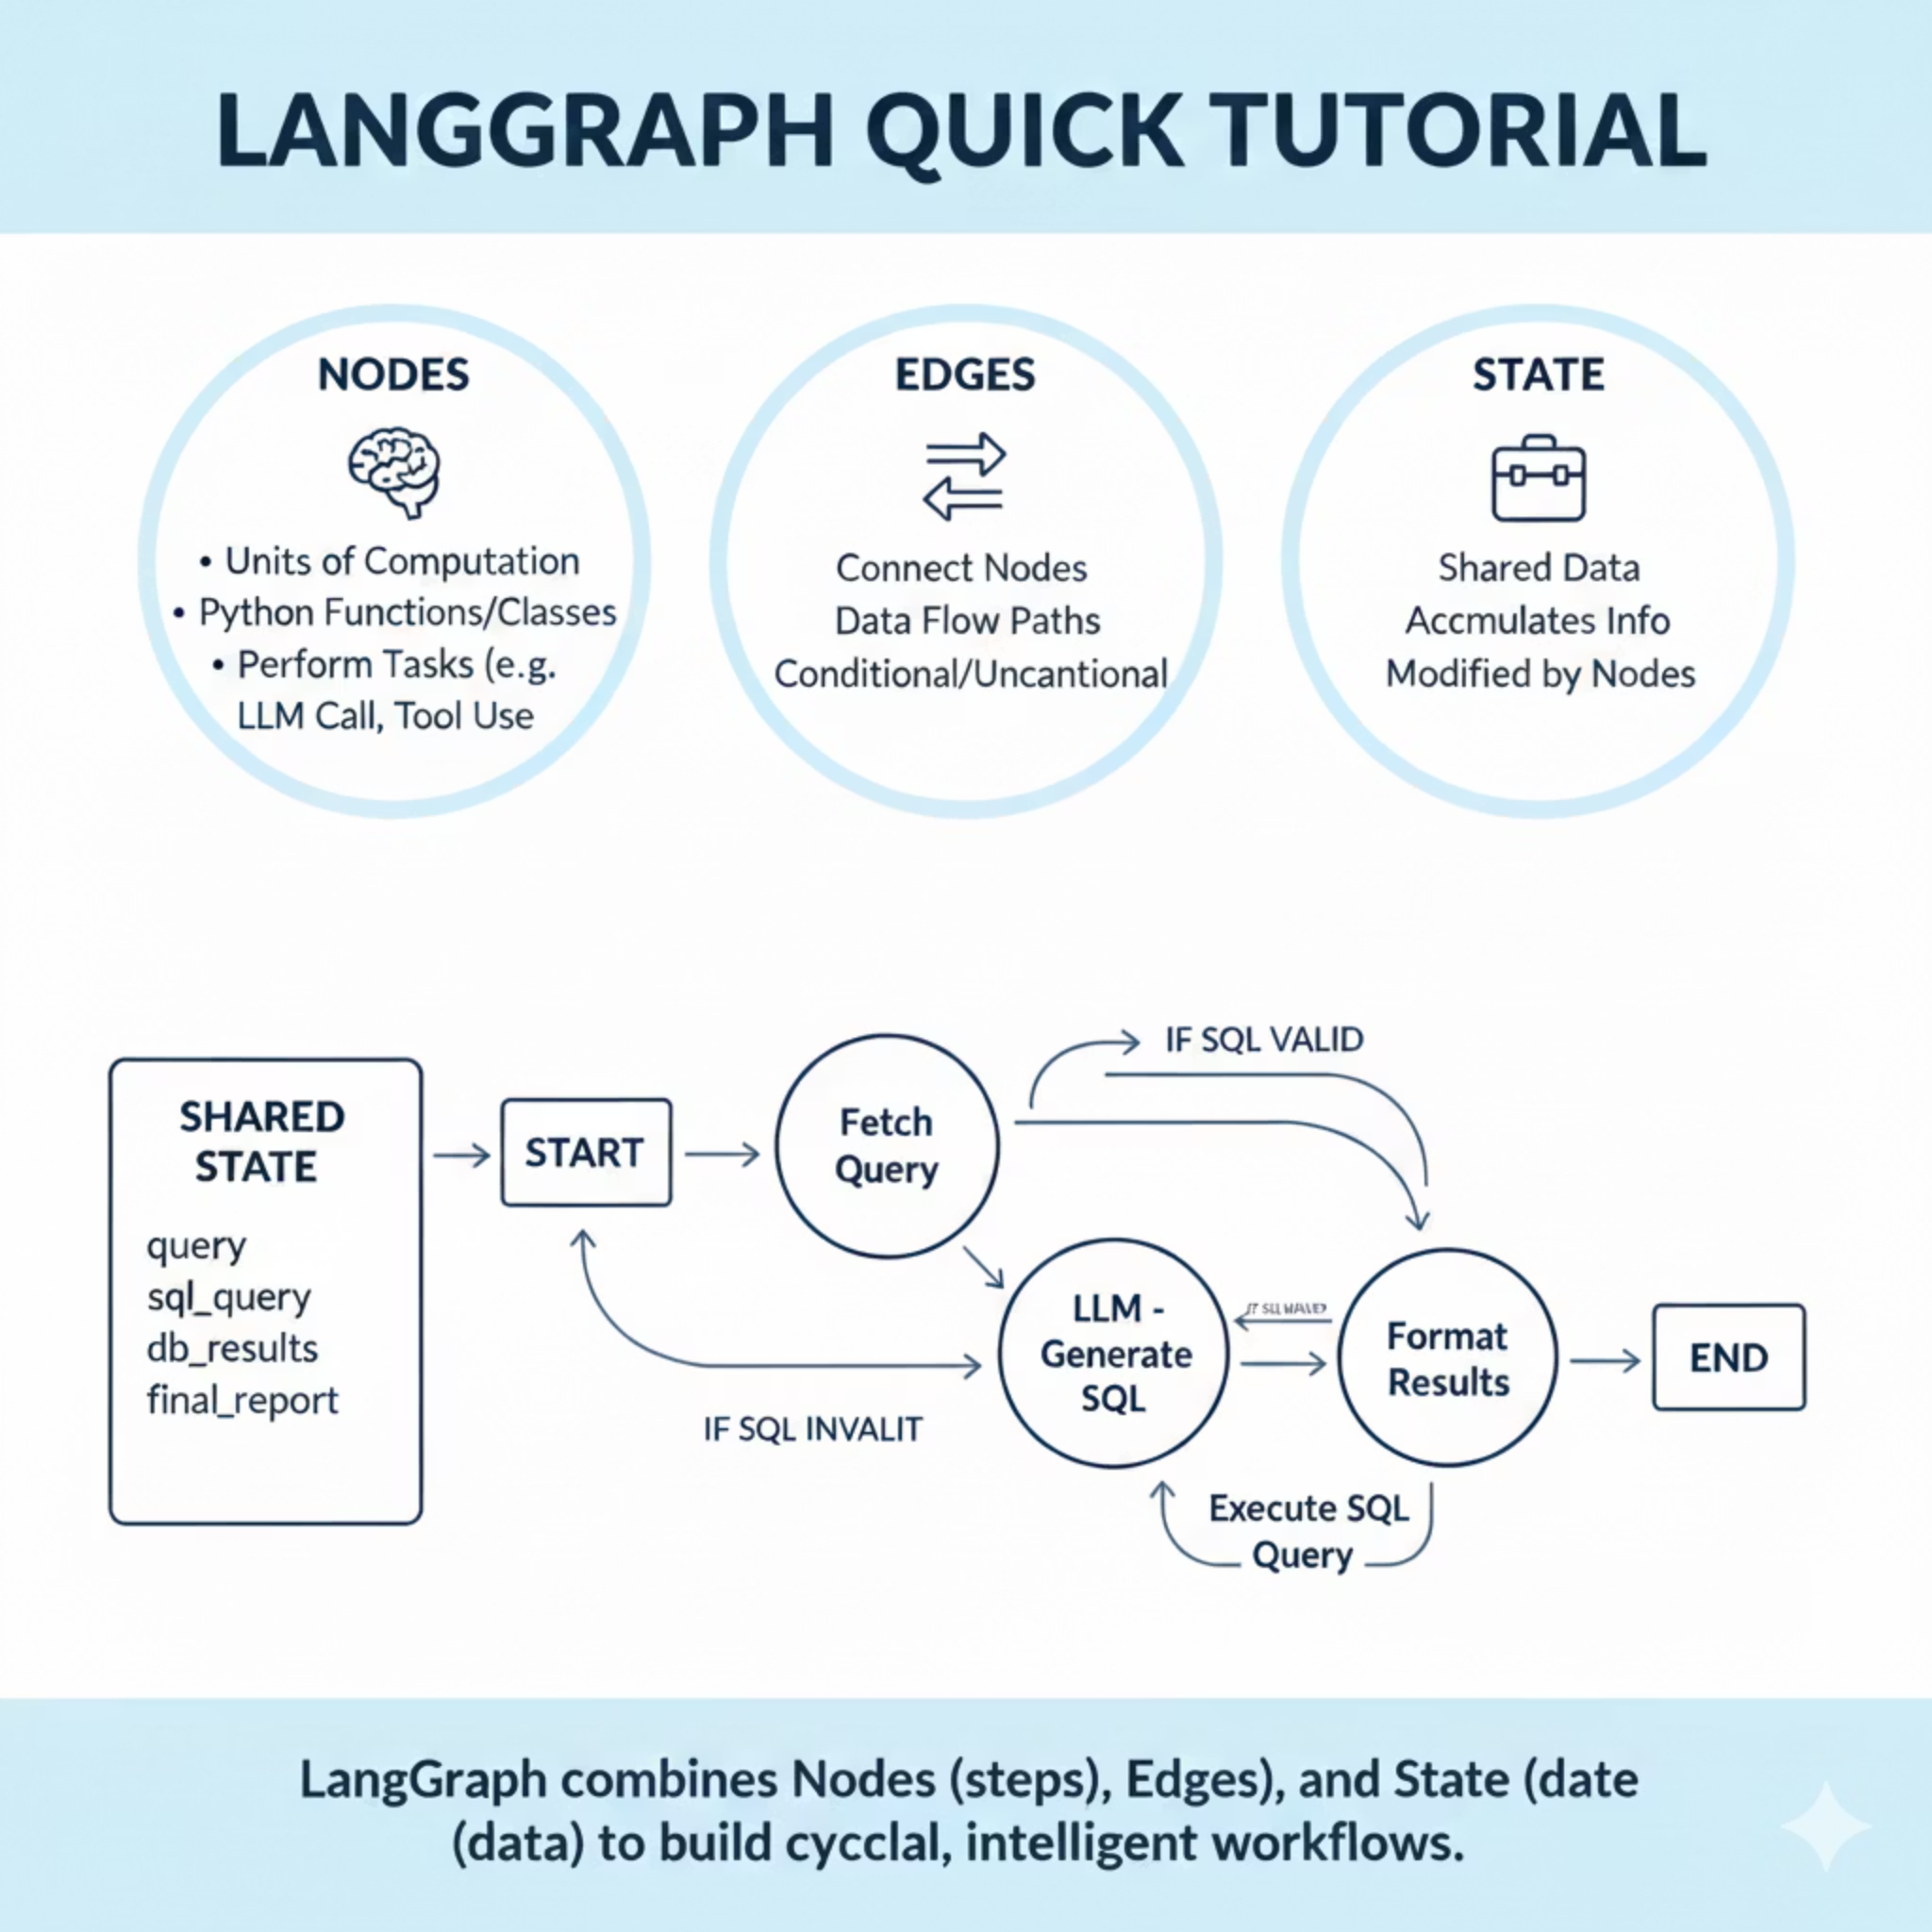 LANGGRAPH QUICK TUTORIAL
NODES
• Units of Computation
• Python Functions/Classes
• Perform Tasks (e.g.
LLM Call, Tool Use
EDGES
Connect Nodes
Data Flow Paths
Conditional/Uncantional
STATE
Shared Data
Accmulates Info
Modified by Nodes
SHARED
STATE
query
sql_query
db_results
final_report
START
Fetch
Query
IF SQL VALID
IF SQL INVALIT
LLM -
Generate
SQL
Format
Results
END
Execute SQL
Query
LangGraph combines Nodes (steps), Edges), and State (date
(data) to build cycclal, intelligent workflows.